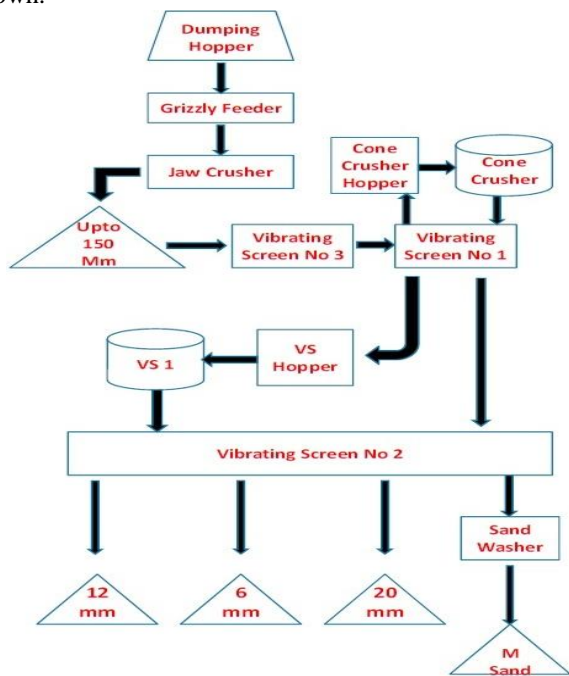 Dumping
Hopper
Grizzly Feeder
Jaw Crusher
Cone
Crusher
Hopper
Cone
Crusher
Upto
150
Mm
Vibrating
Screen No 3
Vibrating
Screen No 1
VS 1
VS
Hopper
Vibrating Screen No 2
Sand
Washer
12
mm
6
mm
20
mm
M
Sand